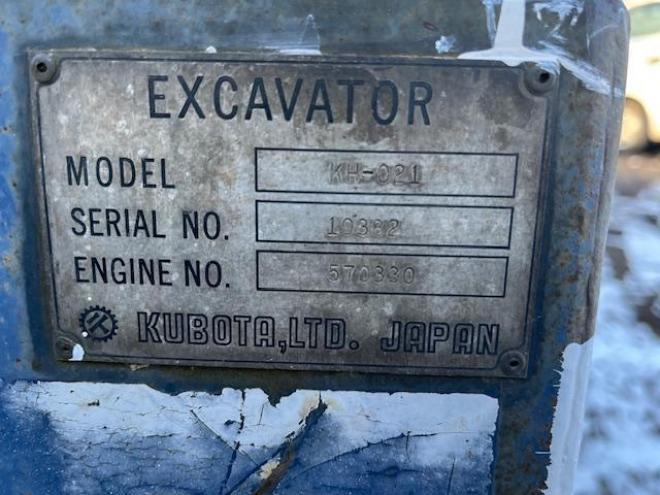 EXCAVATOR
MODEL KH-021
SERIAL NO. 10382
ENGINE NO. 570330
KUBOTA,LTD. JAPAN